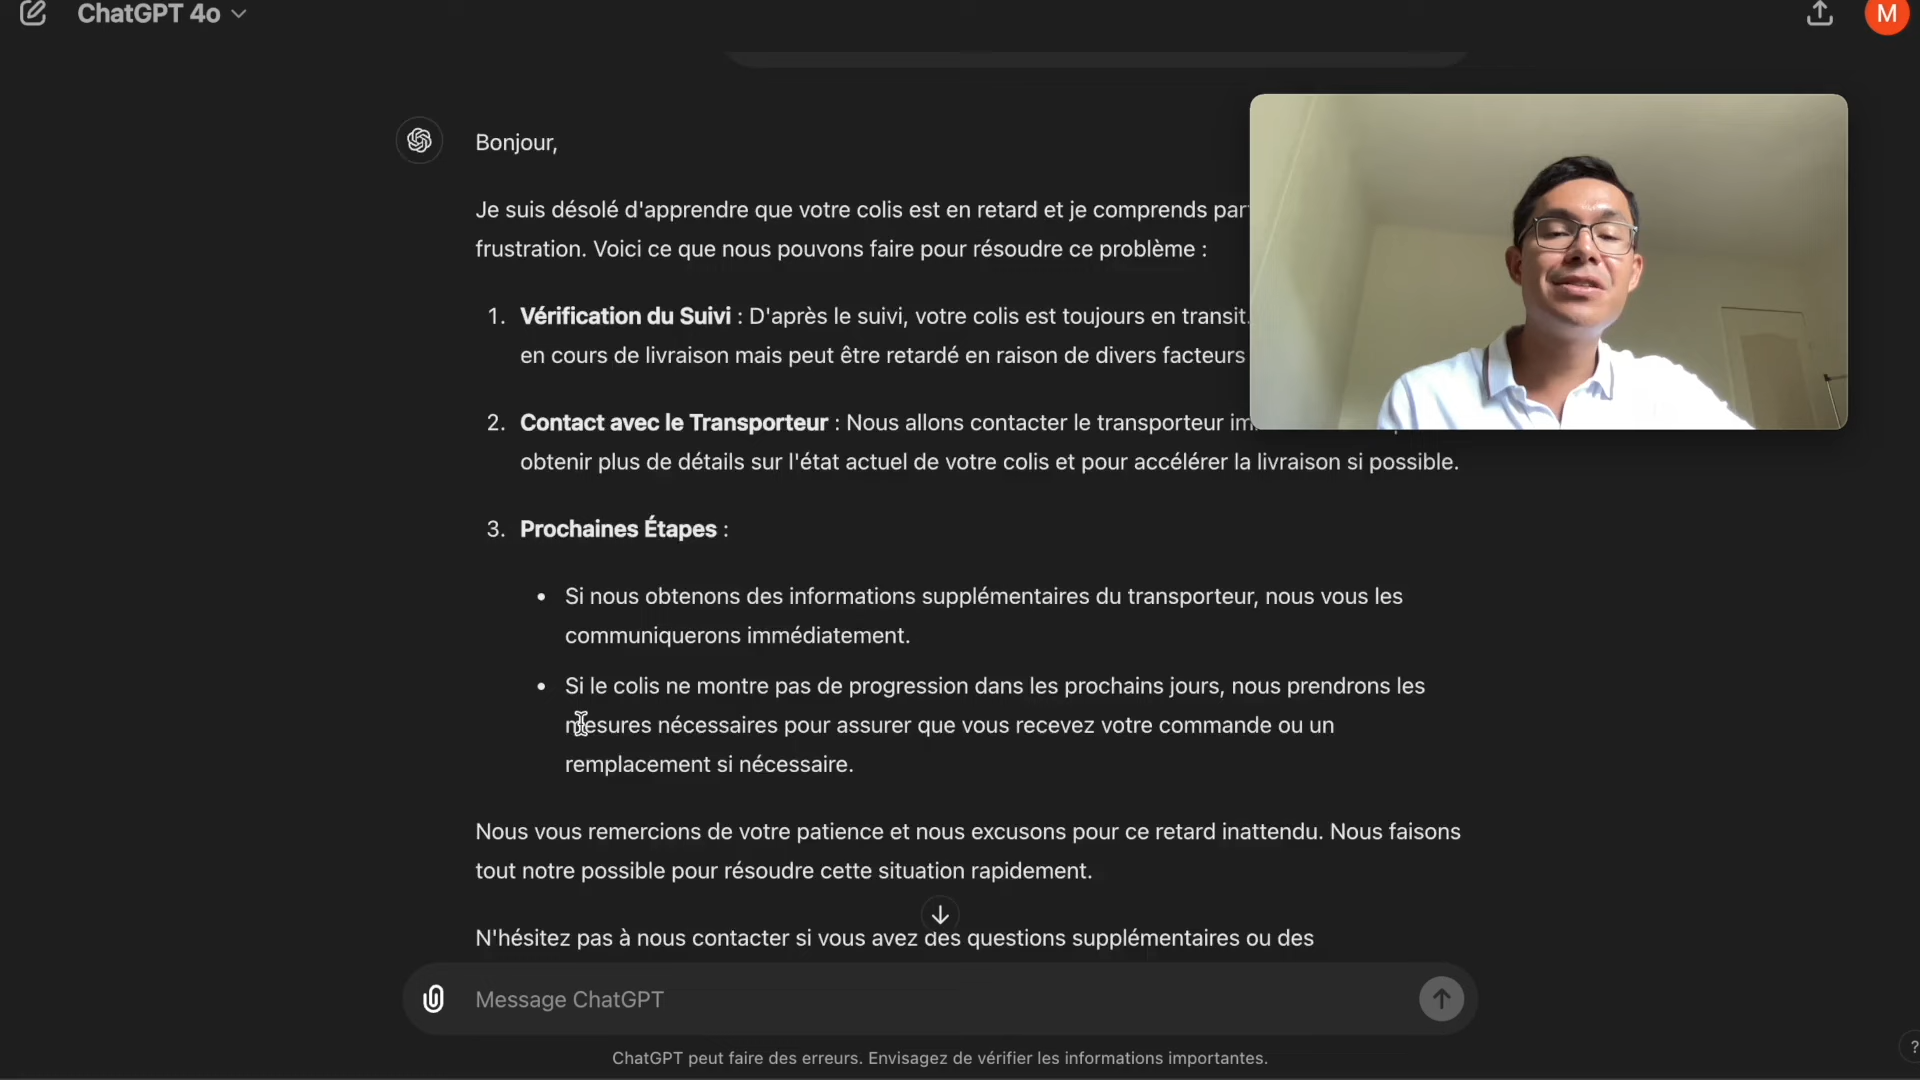 ChatGPT 4o
M
Bonjour,
Je suis désolé d'apprendre que votre colis est en retard et je comprends
frustration. Voici ce que nous pouvons faire pour résoudre ce problème :
1. Vérification du Suivi : D'après le suivi, votre colis est toujours en transit.
en cours de livraison mais peut être retardé en raison de divers facteurs
2. Contact avec le Transporteur : Nous allons contacter le transporteur
obtenir plus de détails sur l'état actuel de votre colis et pour accélérer la livraison si possible.
3. Prochaines Étapes :
• Si nous obtenons des informations supplémentaires du transporteur, nous vous les
communiquerons immédiatement.
• Si le colis ne montre pas de progression dans les prochains jours, nous prendrons les
mesures nécessaires pour assurer que vous recevez votre commande ou un
remplacement si nécessaire.
Nous vous remercions de votre patience et nous excusons pour ce retard inattendu. Nous faisons
tout notre possible pour résoudre cette situation rapidement.
N'hésitez pas à nous contacter si vous avez des questions supplémentaires ou des
Message ChatGPT
ChatGPT peut faire des erreurs. Envisagez de vérifier les informations importantes.
?